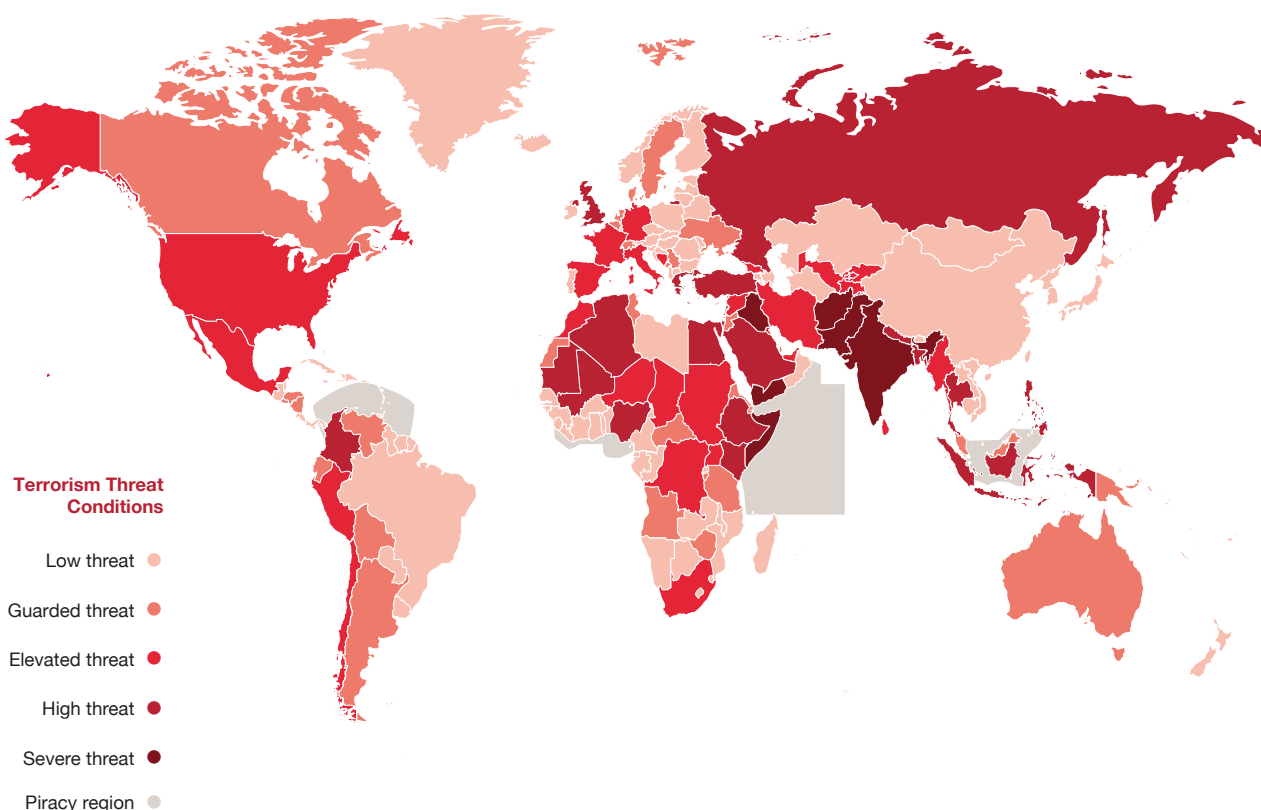 Terrorism Threat
Conditions
Low threat
Guarded threat
Elevated threat
High threat
Severe threat
Piracy region